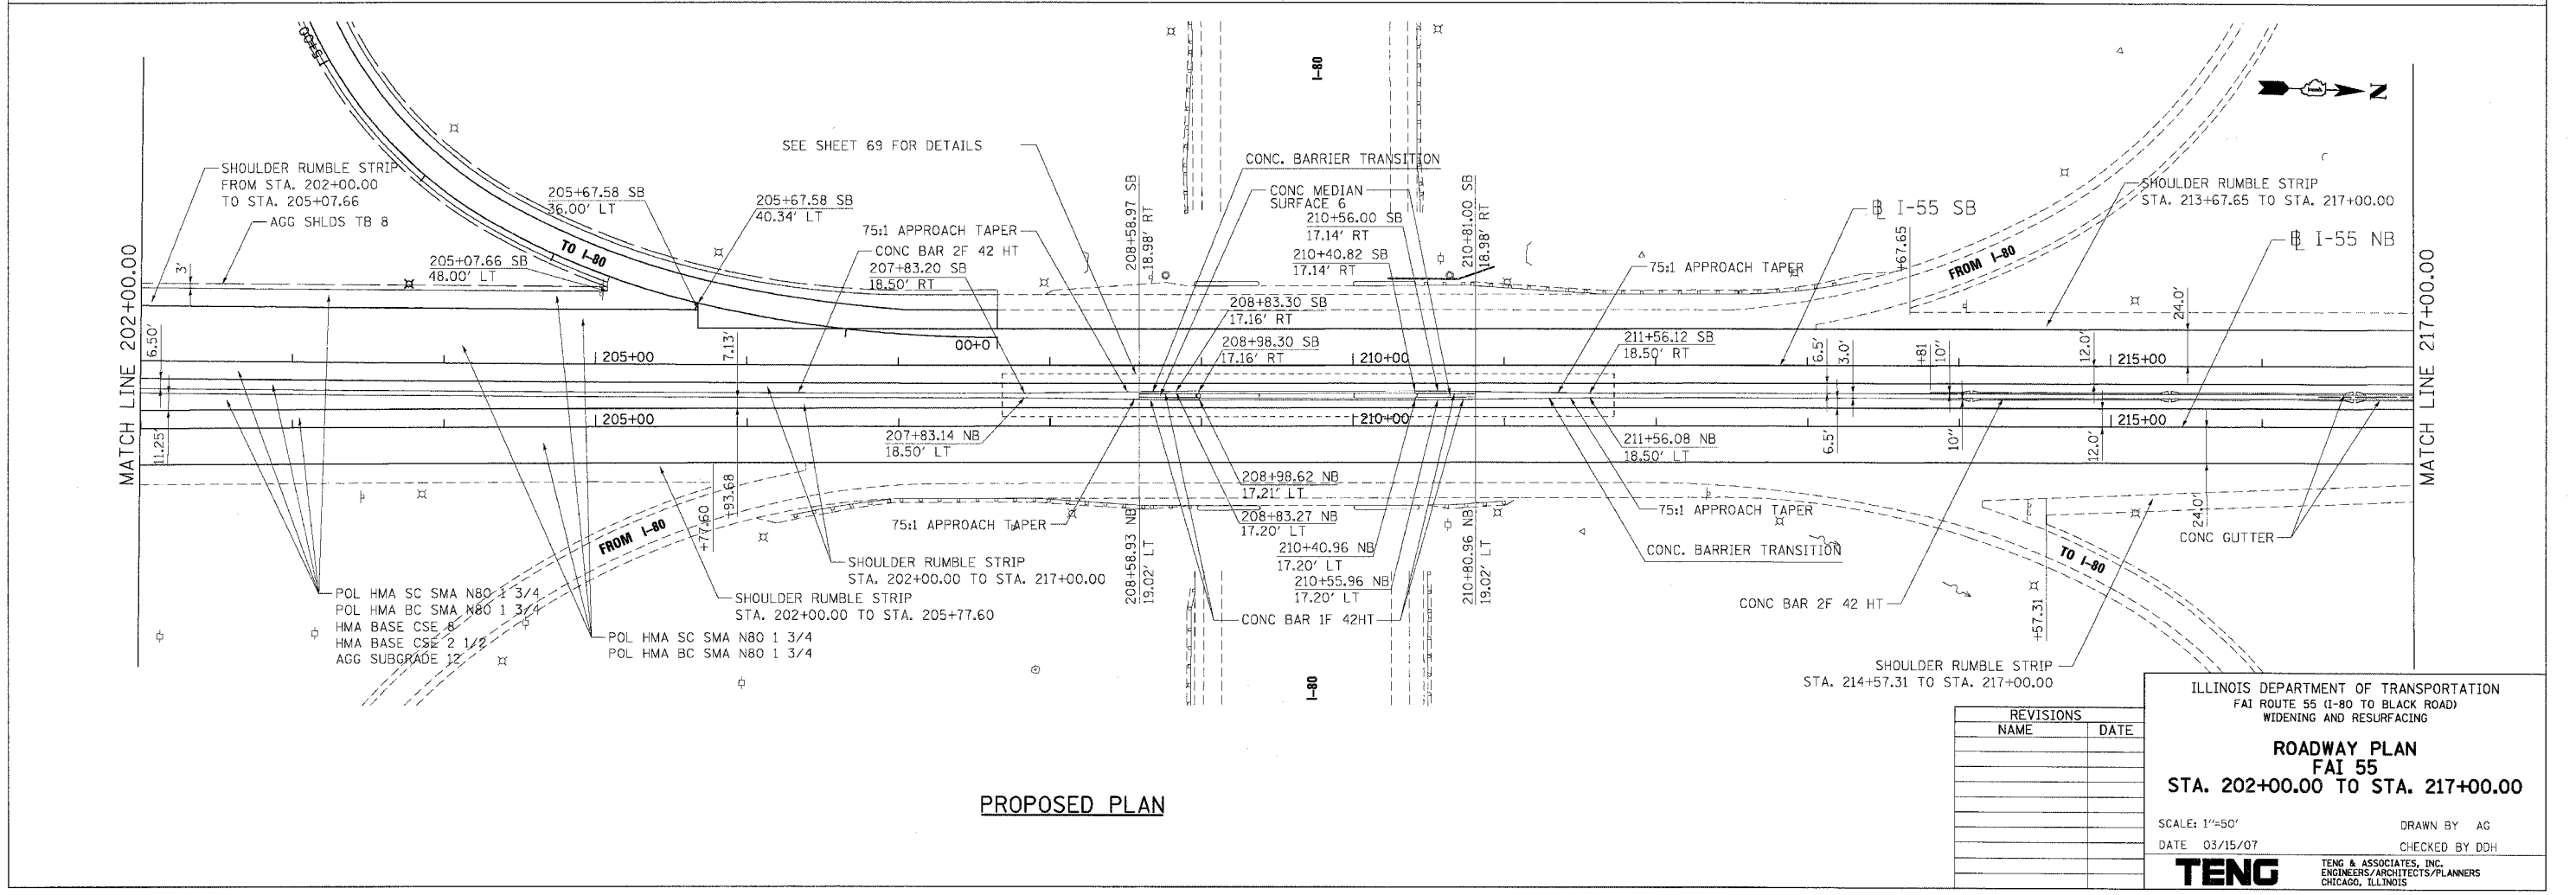 5+00
I-80
N
SEE SHEET 69 FOR DETAILS
SHOULDER RUMBLE STRIP
FROM STA. 202+00.00
TO STA. 205+07.66
AGG SHLDS TB 8
3'
205+67.58 SB
36.00' LT
205+67.58 SB
40.34' LT
TO I-80
205+07.66 SB
48.00' LT
75:1 APPROACH TAPER
CONC BAR 2F 42 HT
207+83.20 SB
18.50' RT
208+58.97 SB
18.98' RT
CONC. BARRIER TRANSITION
CONC MEDIAN
SURFACE 6
210+56.00 SB
17.14' RT
210+40.82 SB
17.14' RT
210+81.00 SB
18.98' RT
208+83.30 SB
17.16' RT
208+98.30 SB
17.16' RT
75:1 APPROACH TAPER
211+56.12 SB
18.50' RT
I-55 SB
+67.65
FROM I-80
SHOULDER RUMBLE STRIP
STA. 213+67.65 TO STA. 217+00.00
I-55 NB
MATCH LINE 202+00.00
MATCH LINE 217+00.00
6.50'
11.25'
205+00
7.13'
0+00
210+00
6.5'
3.0'
+81
10"
12.0'
24.0'
215+00
205+00
210+00
215+00
207+83.14 NB
18.50' LT
+77.60
+93.68
FROM I-80
75:1 APPROACH TAPER
208+58.93 NB
19.02' LT
208+98.62 NB
17.21' LT
208+83.27 NB
17.20' LT
210+40.96 NB
17.20' LT
210+55.96 NB
17.20' LT
CONC BAR 1F 42HT
210+80.96 NB
19.02' LT
211+56.08 NB
18.50' LT
75:1 APPROACH TAPER
CONC. BARRIER TRANSITION
6.5'
10"
12.0'
24.0'
CONC GUTTER
TO I-80
CONC BAR 2F 42 HT
+57.31
SHOULDER RUMBLE STRIP
STA. 214+57.31 TO STA. 217+00.00
SHOULDER RUMBLE STRIP
STA. 202+00.00 TO STA. 217+00.00
SHOULDER RUMBLE STRIP
STA. 202+00.00 TO STA. 205+77.60
POL HMA SC SMA N80 1 3/4
POL HMA BC SMA N80 1 3/4
HMA BASE CSE 8
HMA BASE CSE 2 1/2
AGG SUBGRADE 12
POL HMA SC SMA N80 1 3/4
POL HMA BC SMA N80 1 3/4
I-80
PROPOSED PLAN
REVISIONS
NAME DATE
ILLINOIS DEPARTMENT OF TRANSPORTATION
FAI ROUTE 55 (I-80 TO BLACK ROAD)
WIDENING AND RESURFACING
ROADWAY PLAN
FAI 55
STA. 202+00.00 TO STA. 217+00.00
SCALE: 1"=50'
DRAWN BY AG
DATE 03/15/07
CHECKED BY DDH
TENG
TENG & ASSOCIATES, INC.
ENGINEERS/ARCHITECTS/PLANNERS
CHICAGO, ILLINOIS